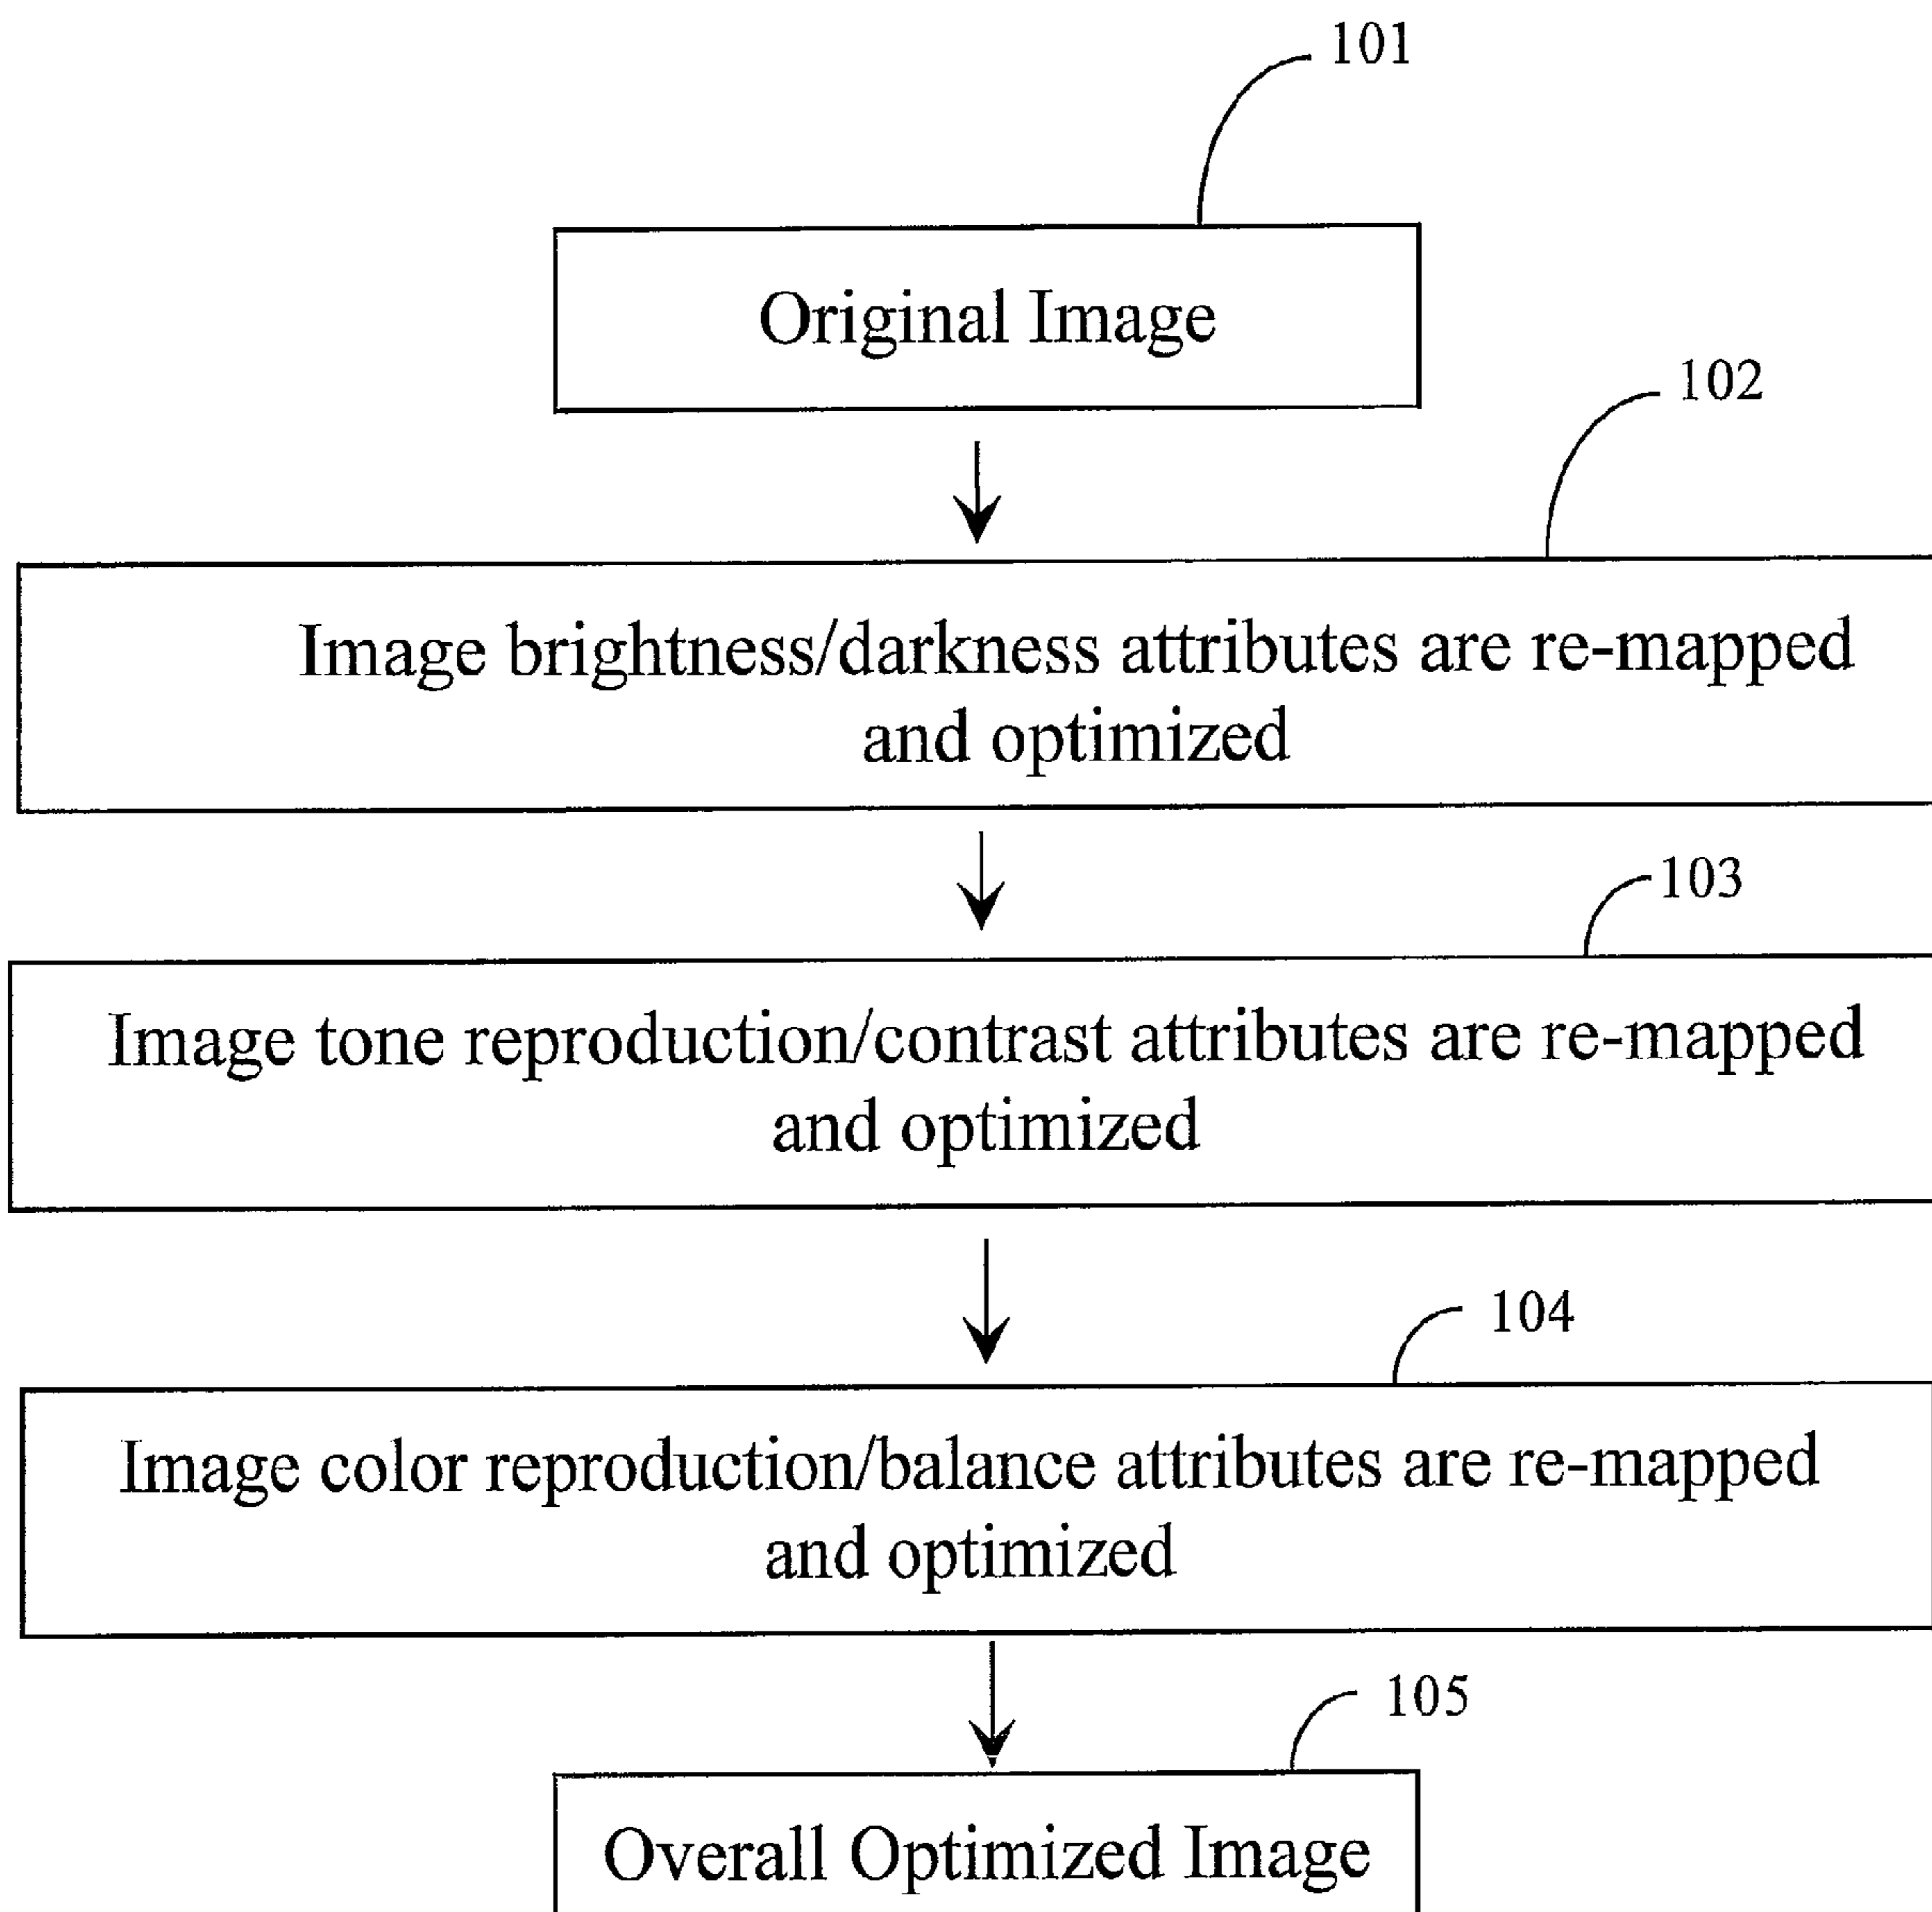 101
Original Image
102
Image brightness/darkness attributes are re-mapped
and optimized
103
Image tone reproduction/contrast attributes are re-mapped
and optimized
104
Image color reproduction/balance attributes are re-mapped
and optimized
105
Overall Optimized Image